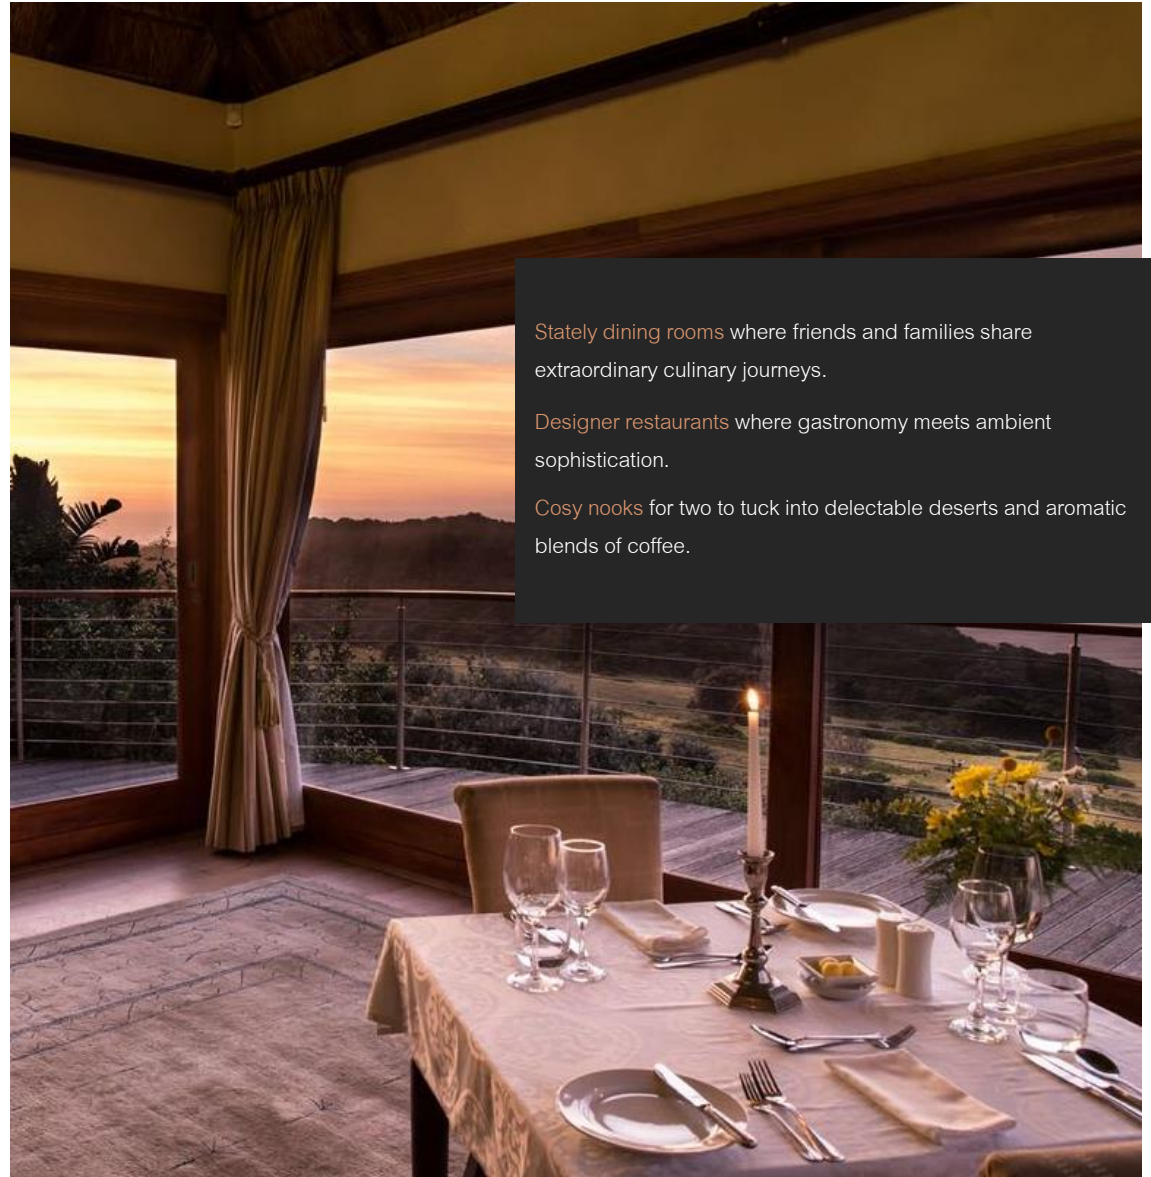 Stately dining rooms where friends and families share
extraordinary culinary journeys.
Designer restaurants where gastronomy meets ambient
sophistication.
Cosy nooks for two to tuck into delectable deserts and aromatic
blends of coffee.